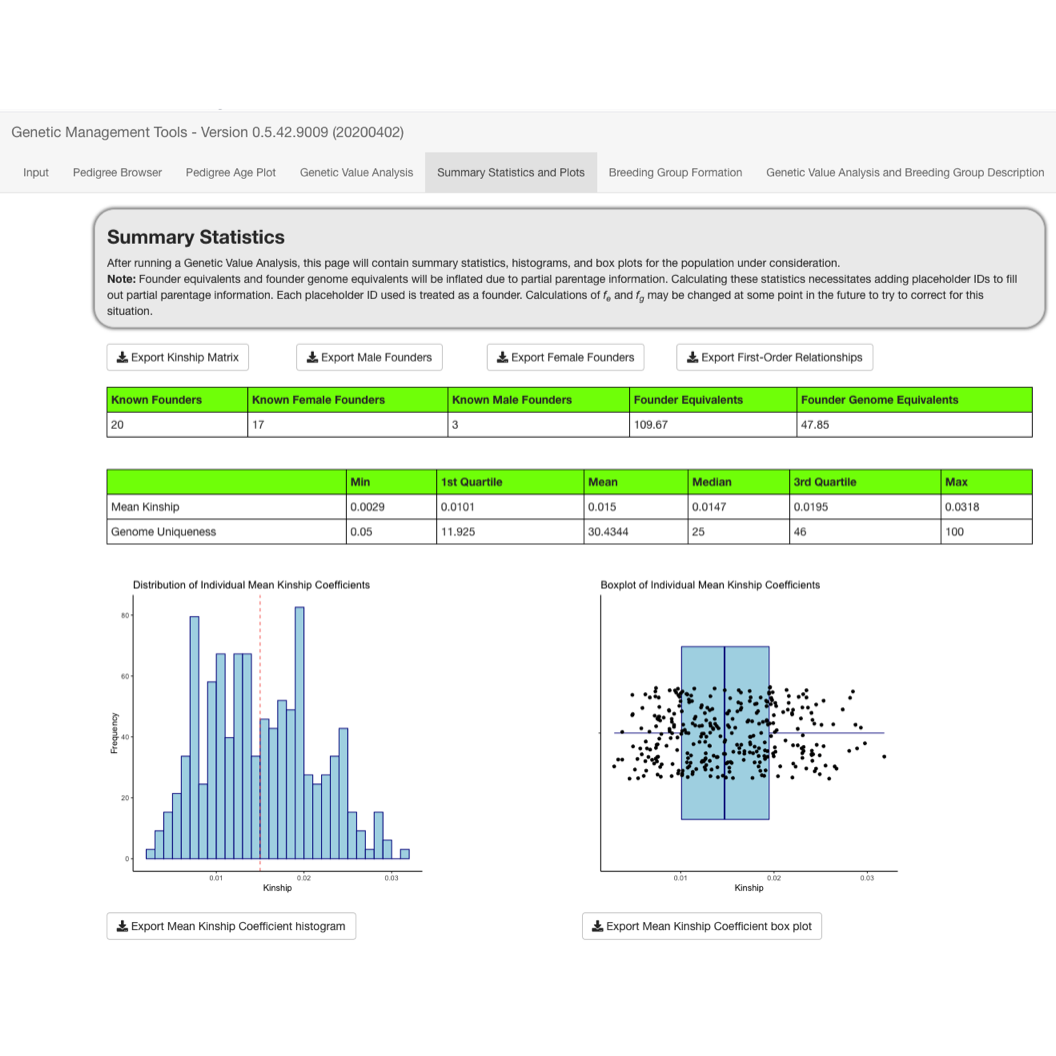 Genetic Management Tools - Version 0.5.42.9009 (20200402)
Input Pedigree Browser Pedigree Age Plot Genetic Value Analysis Summary Statistics and Plots Breeding Group Formation Genetic Value Analysis and Breeding Group Description
Summary Statistics
After running a Genetic Value Analysis, this page will contain summary statistics, histograms, and box plots for the population under consideration.
Note: Founder equivalents and founder genome equivalents will be inflated due to partial parentage information. Calculating these statistics necessitates adding placeholder IDs to fill
out partial parentage information. Each placeholder ID used is treated as a founder. Calculations of fe and fg may be changed at some point in the future to try to correct for this
situation.
Export Kinship Matrix Export Male Founders Export Female Founders Export First-Order Relationships
Known Founders Known Female Founders Known Male Founders Founder Equivalents Founder Genome Equivalents
20 17 3 109.67 47.85
Min 1st Quartile Mean Median 3rd Quartile Max
Mean Kinship 0.0029 0.0101 0.015 0.0147 0.0195 0.0318
Genome Uniqueness 0.05 11.925 30.4344 25 46 100
Distribution of Individual Mean Kinship Coefficients
80
60
40
20
0
Frequency
0.01 0.02 0.03
Kinship
Boxplot of Individual Mean Kinship Coefficients
0.01 0.02 0.03
Kinship
Export Mean Kinship Coefficient histogram Export Mean Kinship Coefficient box plot